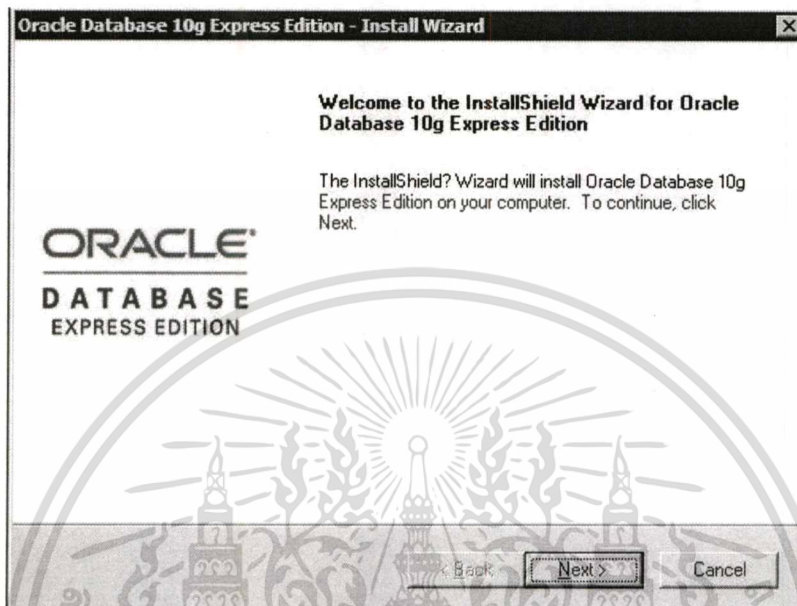 Oracle Database 10g Express Edition - Install Wizard
Welcome to the InstallShield Wizard for Oracle
Database 10g Express Edition
The InstallShield? Wizard will install Oracle Database 10g
Express Edition on your computer. To continue, click
Next.
ORACLE
DATABASE
EXPRESS EDITION
< Back
Next >
Cancel